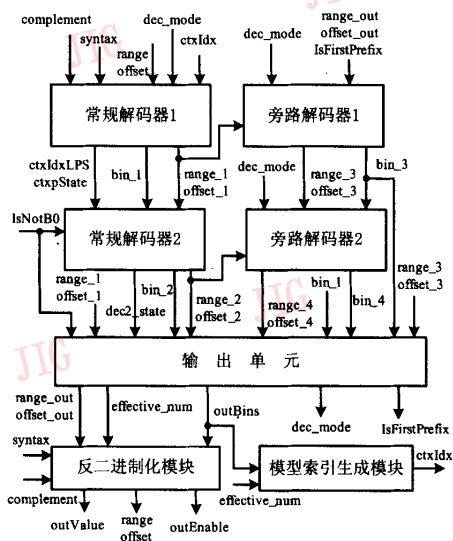 complement
syntax
dec_mode
range
offset
ctxIdx
dec_mode
range_out
offset_out
IsFirstPrefix
常规解码器1
旁路解码器1
ctxIdxLPS
ctxpState
bin_1
range_1
offset_1
dec_mode
range_3
offset_3
bin_3
IsNotB0
常规解码器2
旁路解码器2
range_1
offset_1
dec2_state
bin_2
range_2
offset_2
range_4
offset_4
bin_1
bin_4
range_3
offset_3
输出单元
range_out
offset_out
effective_num
outBins
dec_mode
IsFirstPrefix
syntax
complement
反二进制化模块
模型索引生成模块
ctxIdx
effective_num
outValue
range
offset
outEnable
JIG
JIG
JIG
JIG